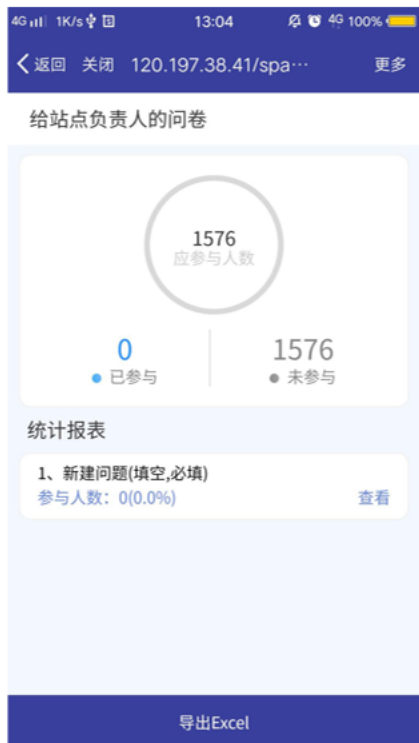 4G 1K/s 13:04 4G 100%
返回 关闭 120.197.38.41/spa··· 更多
给站点负责人的问卷
1576
应参与人数
0 1576
已参与 未参与
统计报表
1、新建问题(填空,必填)
参与人数：0(0.0%) 查看
导出Excel